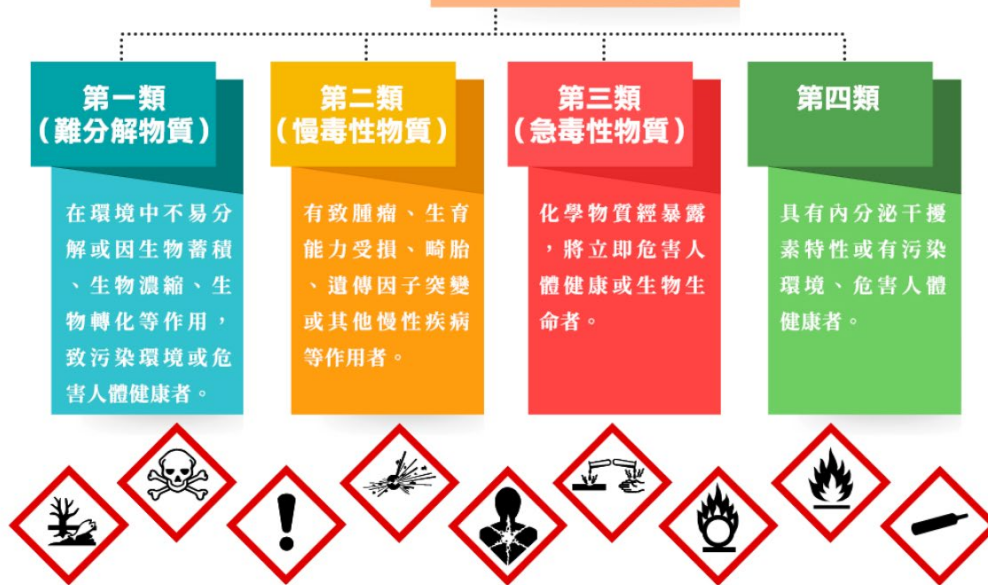 第一類
（難分解物質）
在環境中不易分
解或因生物蓄積
、生物濃縮、生
物轉化等作用，
致污染環境或危
害人體健康者。
第二類
（慢毒性物質）
有致腫瘤、生育
能力受損、畸胎
、遺傳因子突變
或其他慢性疾病
等作用者。
第三類
（急毒性物質）
化學物質經暴露
，將立即危害人
體健康或生物生
命者。
第四類
具有內分泌干擾
素特性或有污染
環境、危害人體
健康者。